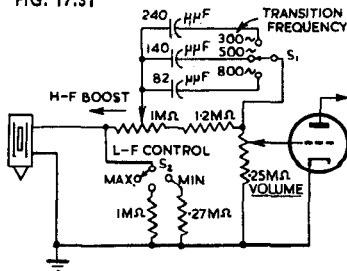 FIG. 17.31
240 µµF
TRANSITION
FREQUENCY
300~
140 µµF
500~
S₁
82 µµF
800~
H-F BOOST
1MΩ
1·2MΩ
L-F CONTROL
S₂
MAX.
MIN
·25MΩ
VOLUME
1MΩ
·27MΩ